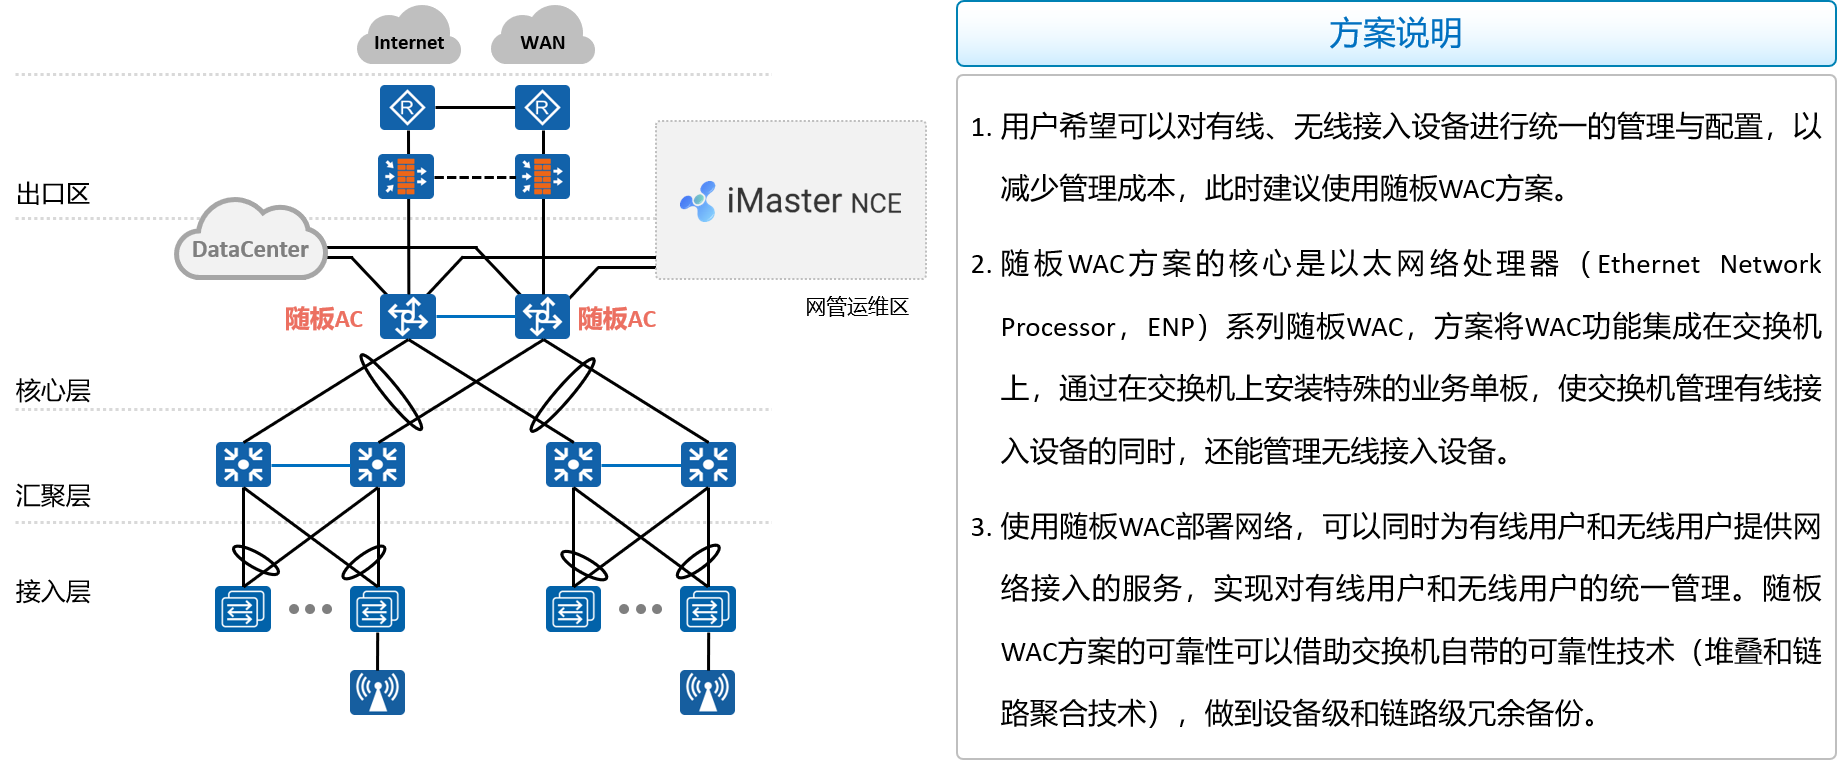 Internet
WAN
出口区
DataCenter
iMaster NCE
网管运维区
随板AC
随板AC
核心层
汇聚层
接入层
方案说明
1. 用户希望可以对有线、无线接入设备进行统一的管理与配置，以
减少管理成本，此时建议使用随板WAC方案。
2. 随板WAC方案的核心是以太网络处理器（Ethernet Network
Processor，ENP）系列随板WAC，方案将WAC功能集成在交换机
上，通过在交换机上安装特殊的业务单板，使交换机管理有线接
入设备的同时，还能管理无线接入设备。
3. 使用随板WAC部署网络，可以同时为有线用户和无线用户提供网
络接入的服务，实现对有线用户和无线用户的统一管理。随板
WAC方案的可靠性可以借助交换机自带的可靠性技术（堆叠和链
路聚合技术），做到设备级和链路级冗余备份。